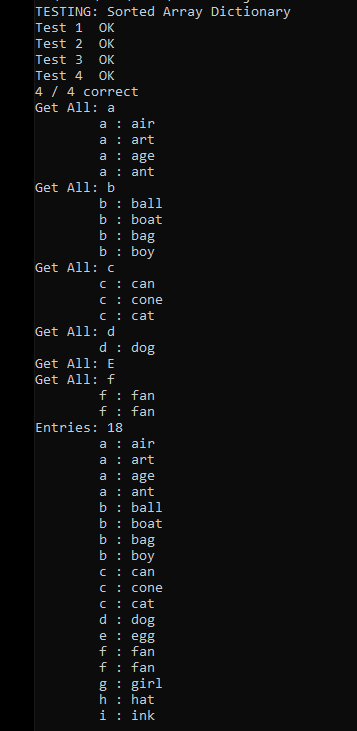 TESTING: Sorted Array Dictionary
Test 1  OK
Test 2  OK
Test 3  OK
Test 4  OK
4 / 4 correct
Get All: a
        a : air
        a : art
        a : age
        a : ant
Get All: b
        b : ball
        b : boat
        b : bag
        b : boy
Get All: c
        c : can
        c : cone
        c : cat
Get All: d
        d : dog
Get All: E
Get All: f
        f : fan
        f : fan
Entries: 18
        a : air
        a : art
        a : age
        a : ant
        b : ball
        b : boat
        b : bag
        b : boy
        c : can
        c : cone
        c : cat
        d : dog
        e : egg
        f : fan
        f : fan
        g : girl
        h : hat
        i : ink